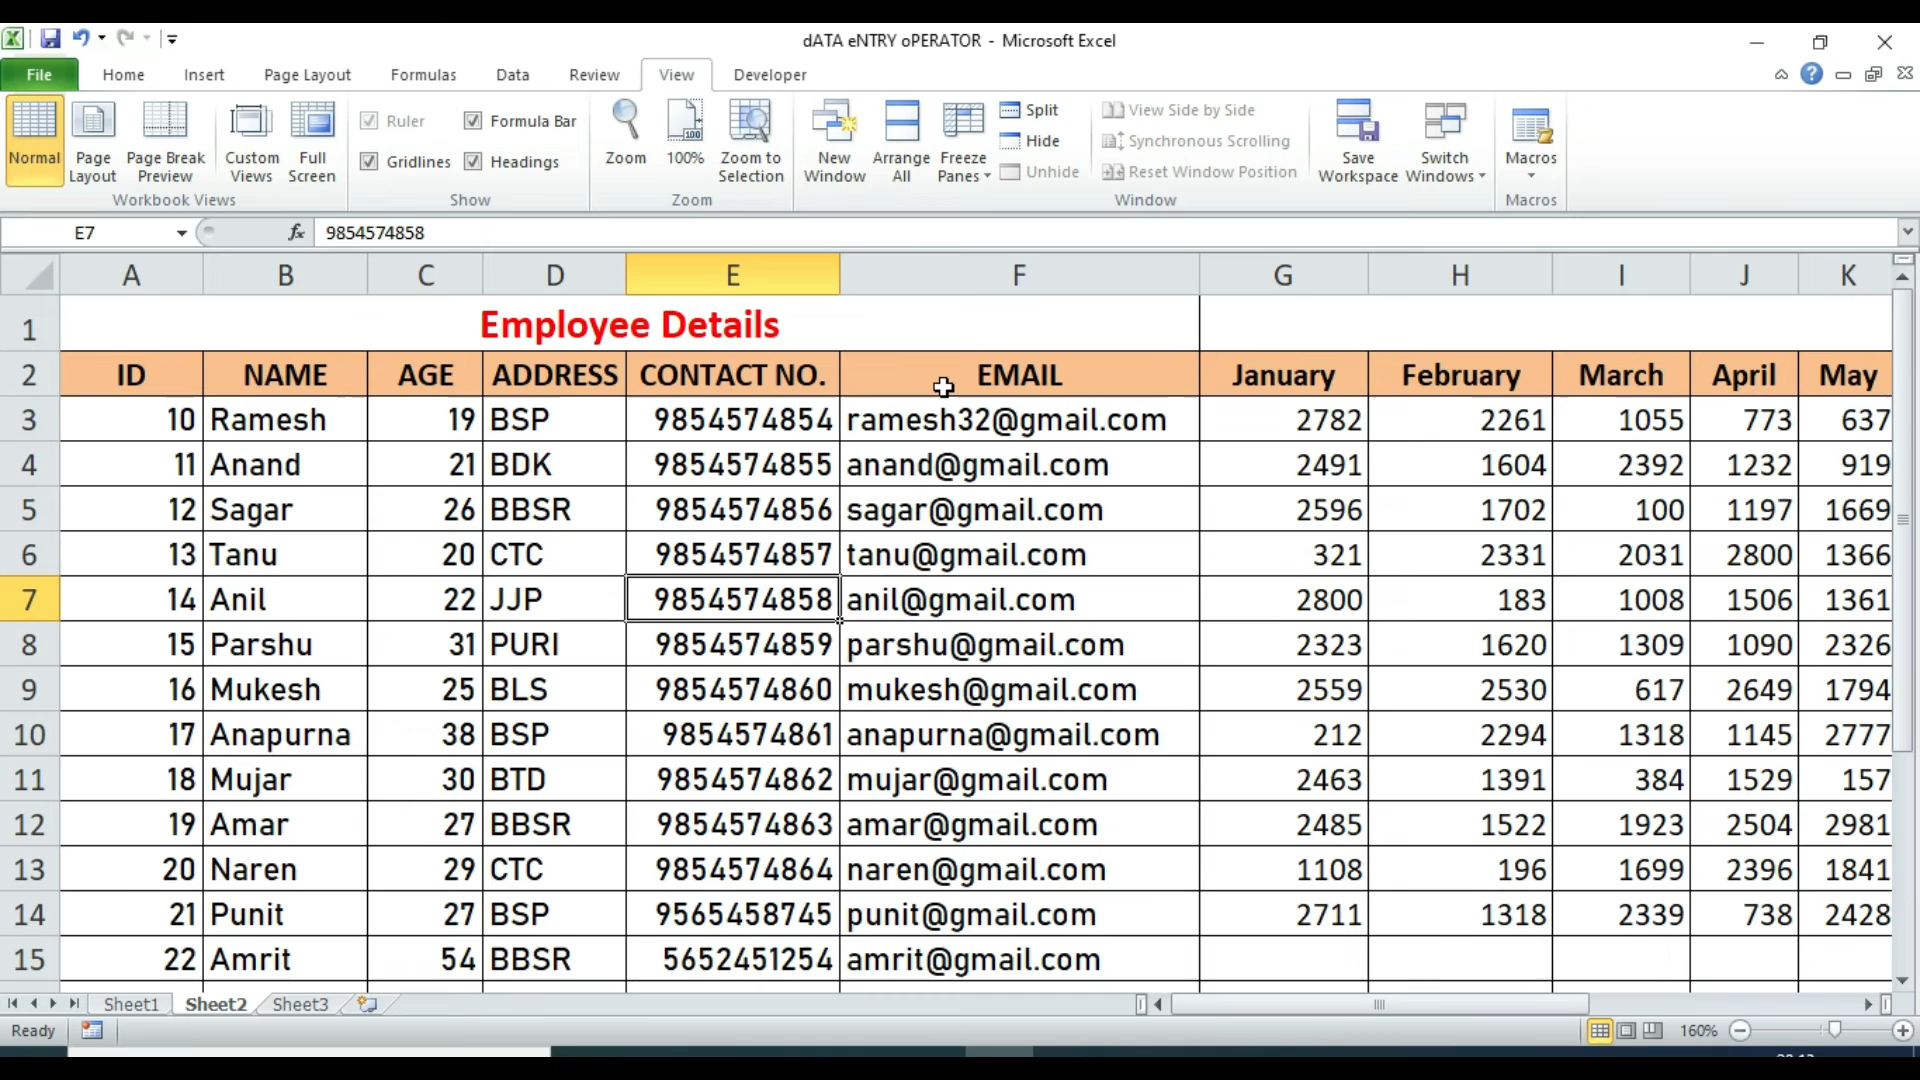 dATA eNTRY oPERATOR - Microsoft Excel
File Home Insert Page Layout Formulas Data Review View Developer
Normal Page Layout Page Break Preview Custom Views Full Screen
Ruler Formula Bar
Gridlines Headings
Zoom 100% Zoom to Selection
New Window Arrange All Freeze Panes
Split
Hide
Unhide
View Side by Side
Synchronous Scrolling
Reset Window Position
Save Workspace Switch Windows Macros
Workbook Views Show Zoom Window Macros
E7 fx 9854574858
A B C D E F G H I J K
1 Employee Details
2 ID NAME AGE ADDRESS CONTACT NO. EMAIL January February March April May
3 10 Ramesh 19 BSP 9854574854 ramesh32@gmail.com 2782 2261 1055 773 637
4 11 Anand 21 BDK 9854574855 anand@gmail.com 2491 1604 2392 1232 919
5 12 Sagar 26 BBSR 9854574856 sagar@gmail.com 2596 1702 100 1197 1669
6 13 Tanu 20 CTC 9854574857 tanu@gmail.com 321 2331 2031 2800 1366
7 14 Anil 22 JJP 9854574858 anil@gmail.com 2800 183 1008 1506 1361
8 15 Parshu 31 PURI 9854574859 parshu@gmail.com 2323 1620 1309 1090 2326
9 16 Mukesh 25 BLS 9854574860 mukesh@gmail.com 2559 2530 617 2649 1794
10 17 Anapurna 38 BSP 9854574861 anapurna@gmail.com 212 2294 1318 1145 2777
11 18 Mujar 30 BTD 9854574862 mujar@gmail.com 2463 1391 384 1529 157
12 19 Amar 27 BBSR 9854574863 amar@gmail.com 2485 1522 1923 2504 2981
13 20 Naren 29 CTC 9854574864 naren@gmail.com 1108 196 1699 2396 1841
14 21 Punit 27 BSP 9565458745 punit@gmail.com 2711 1318 2339 738 2428
15 22 Amrit 54 BBSR 5652451254 amrit@gmail.com
Sheet1 Sheet2 Sheet3
Ready 160%